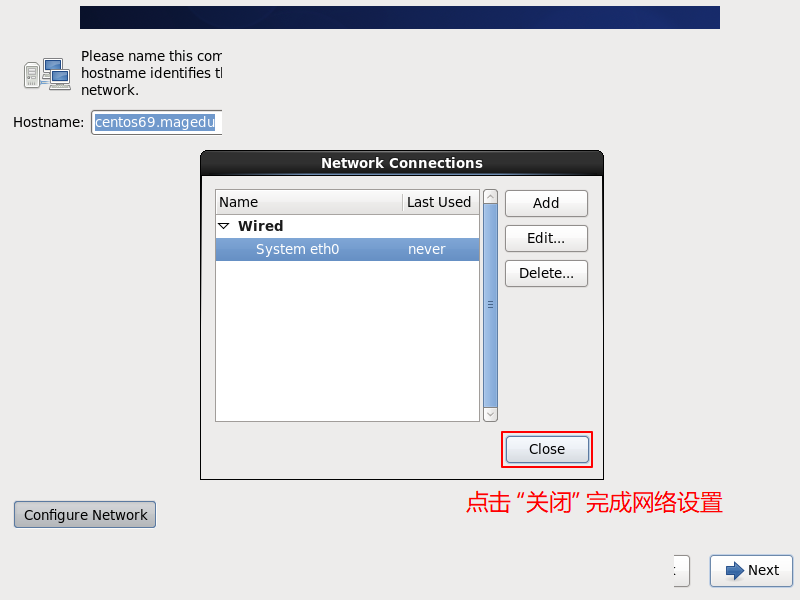 Please name this com
hostname identifies th
network.
Hostname: centos69.magedu
Network Connections
Name Last Used
Wired
System eth0 never
Add
Edit...
Delete...
Close
点击 “关闭” 完成网络设置
Configure Network
Next